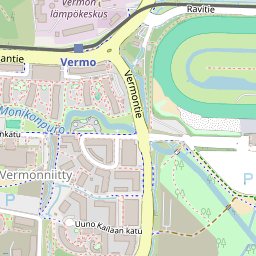 Vermon
lämpökeskus
Ravitie
antie
Vermo
Vermontie
Monikonpuro
nkatu
Vermonniitty
P
P
Uuno Kailaan katu